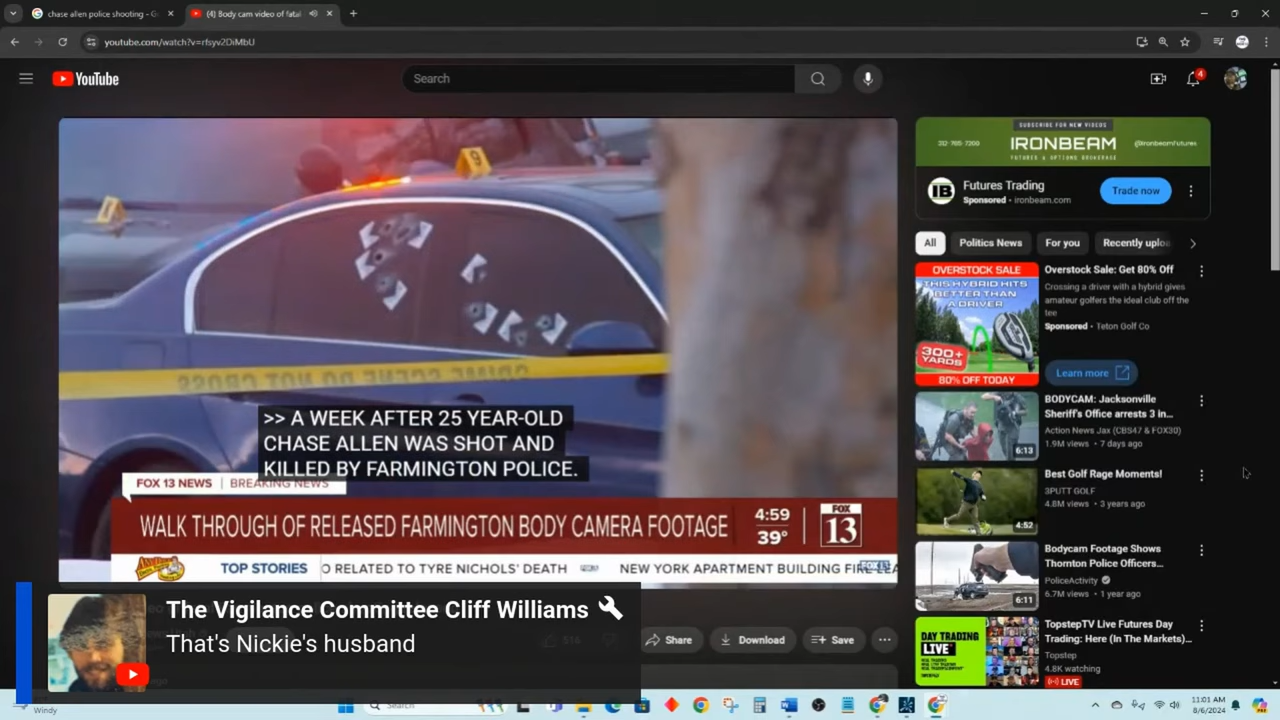 chase allen police shooting - G
(4) Body cam video of fatal
youtube.com/watch?v=rfsyv2DiMbU
YouTube
Search
4
9
>> A WEEK AFTER 25 YEAR-OLD
CHASE ALLEN WAS SHOT AND
KILLED BY FARMINGTON POLICE.
FOX 13 NEWS | BREAKING NEWS
WALK THROUGH OF RELEASED FARMINGTON BODY CAMERA FOOTAGE
4:59
39°
FOX
13
TOP STORIES
O RELATED TO TYRE NICHOLS' DEATH
NEW YORK APARTMENT BUILDING FIRE LEA
The Vigilance Committee Cliff Williams
That's Nickie's husband
516
Share
Download
Save
SUBSCRIBE FOR NEW VIDEOS
312-765-7200
IRONBEAM
@IronbeamFutures
FUTURES & OPTIONS BROKERAGE
IB
Futures Trading
Sponsored • ironbeam.com
Trade now
All
Politics News
For you
Recently uploa
OVERSTOCK SALE
THIS HYBRID HITS
BETTER THAN
A DRIVER
300+
YARDS
80% OFF TODAY
Overstock Sale: Get 80% Off
Crossing a driver with a hybrid gives
amateur golfers the ideal club off the
tee
Sponsored • Teton Golf Co
Learn more
BODYCAM: Jacksonville
Sheriff's Office arrests 3 in...
Action News Jax (CBS47 & FOX30)
1.9M views • 7 days ago
6:13
Best Golf Rage Moments!
3PUTT GOLF
4.8M views • 3 years ago
4:52
Bodycam Footage Shows
Thornton Police Officers...
PoliceActivity
6.7M views • 1 year ago
6:11
DAY TRADING
LIVE
TopstepTV Live Futures Day
Trading: Here (In The Markets)...
Topstep
4.8K watching
LIVE
Windy
Search
11:01 AM
8/6/2024